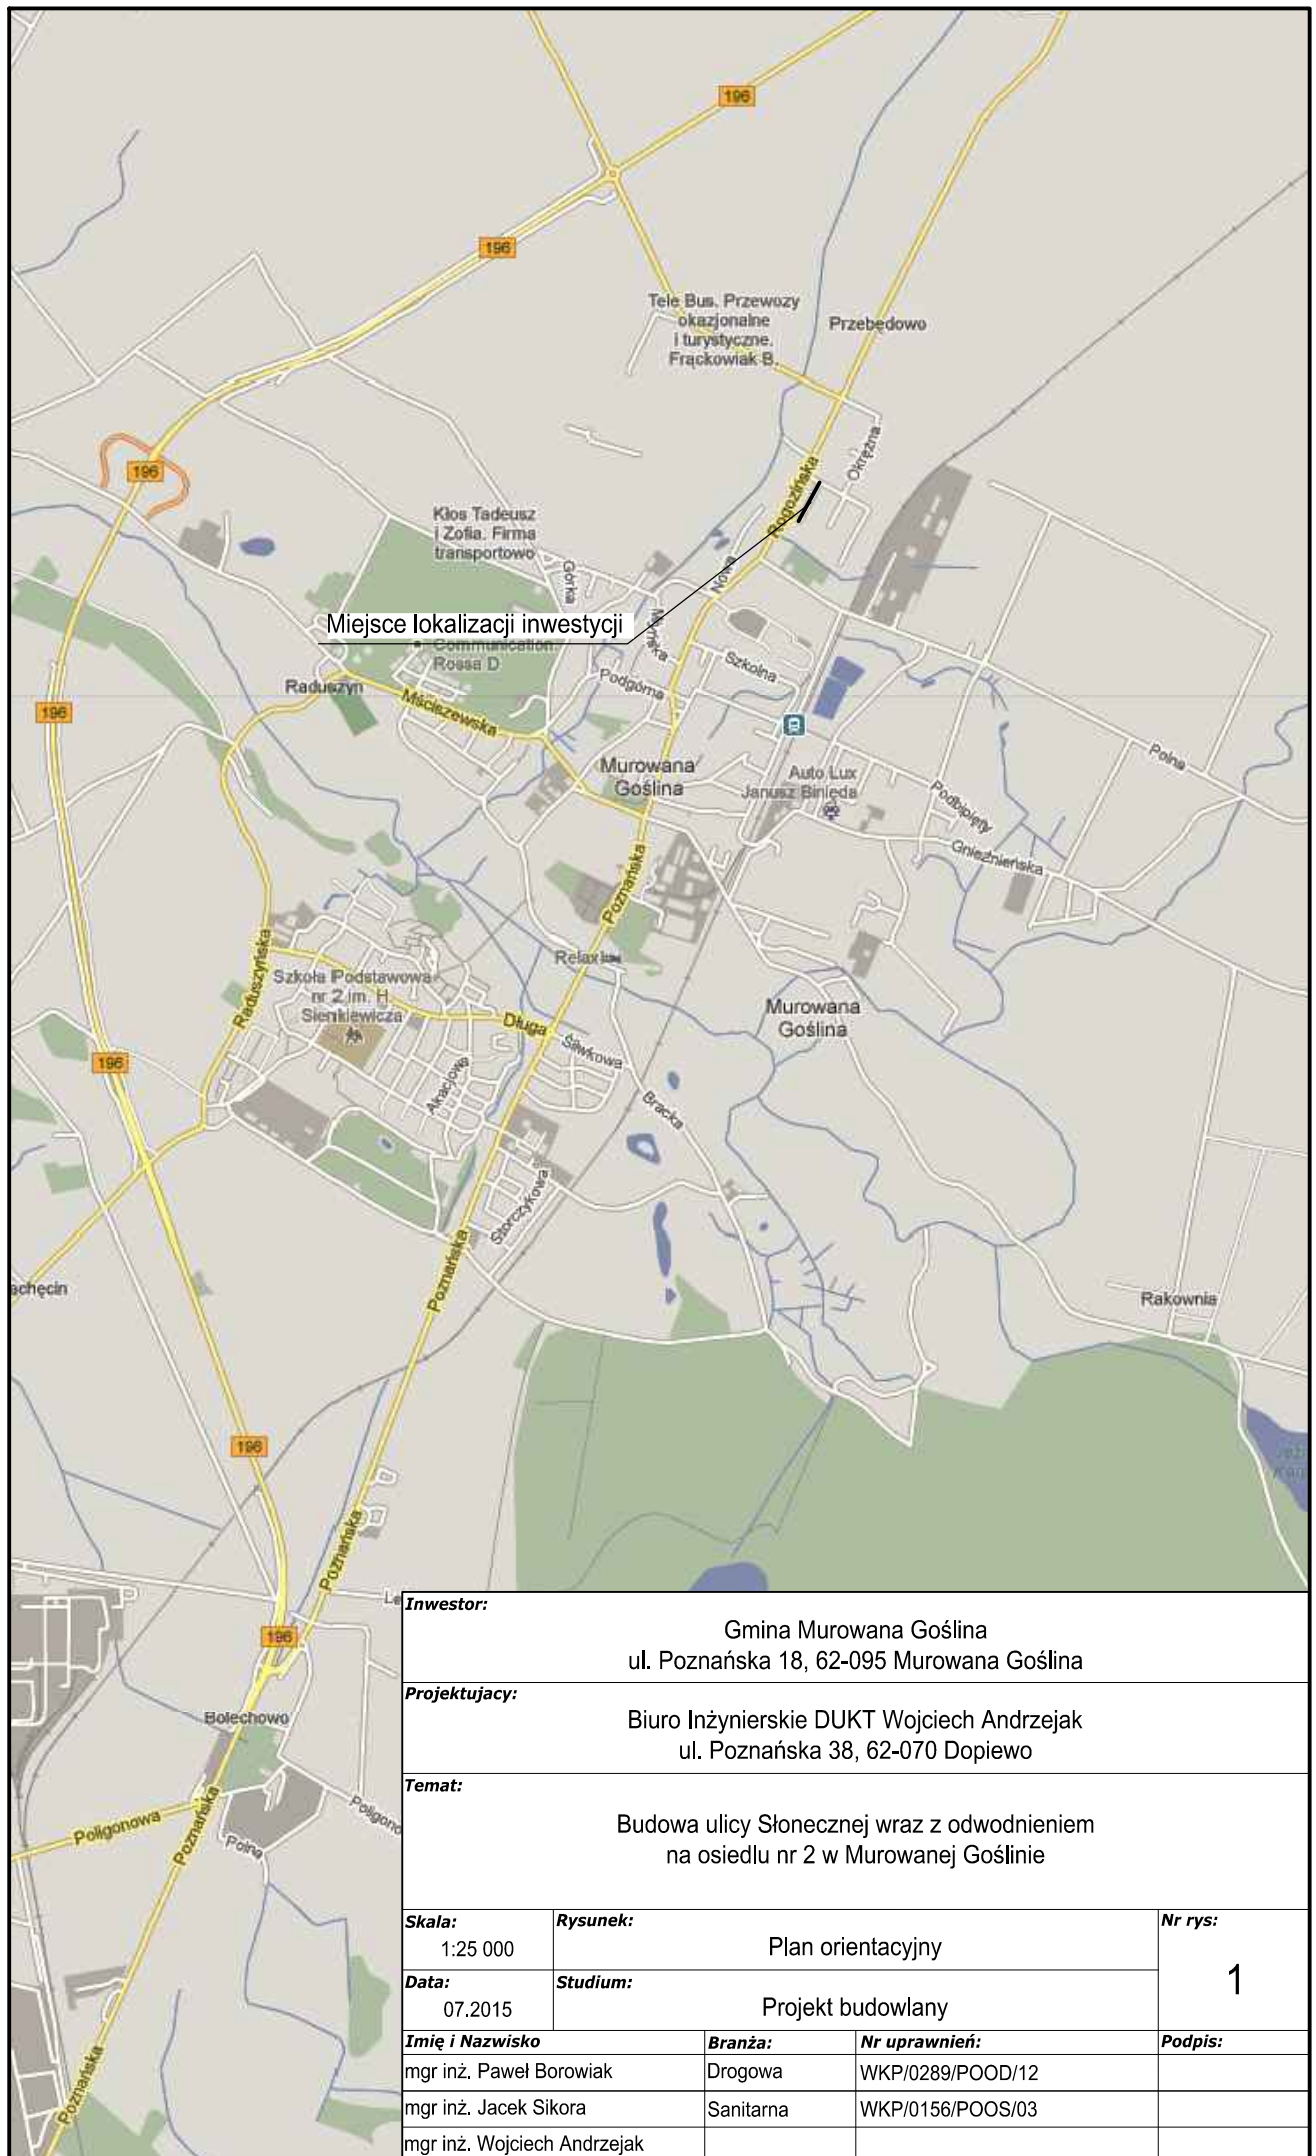 196
196
Tele Bus. Przewozy
okazjonalne
i turystyczne.
Frąckowiak B.
Przebędowo
Okrężna
196
Rogozińska
Kłos Tadeusz
i Zofia. Firma
transportowo
Górka
Nowa
Miejsce lokalizacji inwestycji
Communication.
Rossa D
Szkolna
Podgórna
Raduszyn
Mściszewska
196
Polna
Murowana
Goślina
Auto Lux
Janusz Binięda
Gnieźnieńska
Poznańska
Raduszyńska
Relax
Szkoła Podstawowa
nr 2 im. H.
Sienkiewicza
Murowana
Goślina
Długa
Śliwkowa
196
Akacjowa
Bracka
Storczykowa
Poznańska
schęcin
Rakownia
196
Poznańska
Le
196
Bolechowo
Poligonowa
Poznańska
Polna
Poligono
Poznańska
Inwestor:
Gmina Murowana Goślina
ul. Poznańska 18, 62-095 Murowana Goślina
Projektujacy:
Biuro Inżynierskie DUKT Wojciech Andrzejak
ul. Poznańska 38, 62-070 Dopiewo
Temat:
Budowa ulicy Słonecznej wraz z odwodnieniem
na osiedlu nr 2 w Murowanej Goślinie
Skala: Rysunek: Nr rys:
1:25 000 Plan orientacyjny
1
Data: Studium:
07.2015 Projekt budowlany
Imię i Nazwisko Branża: Nr uprawnień: Podpis:
mgr inż. Paweł Borowiak Drogowa WKP/0289/POOD/12
mgr inż. Jacek Sikora Sanitarna WKP/0156/POOS/03
mgr inż. Wojciech Andrzejak